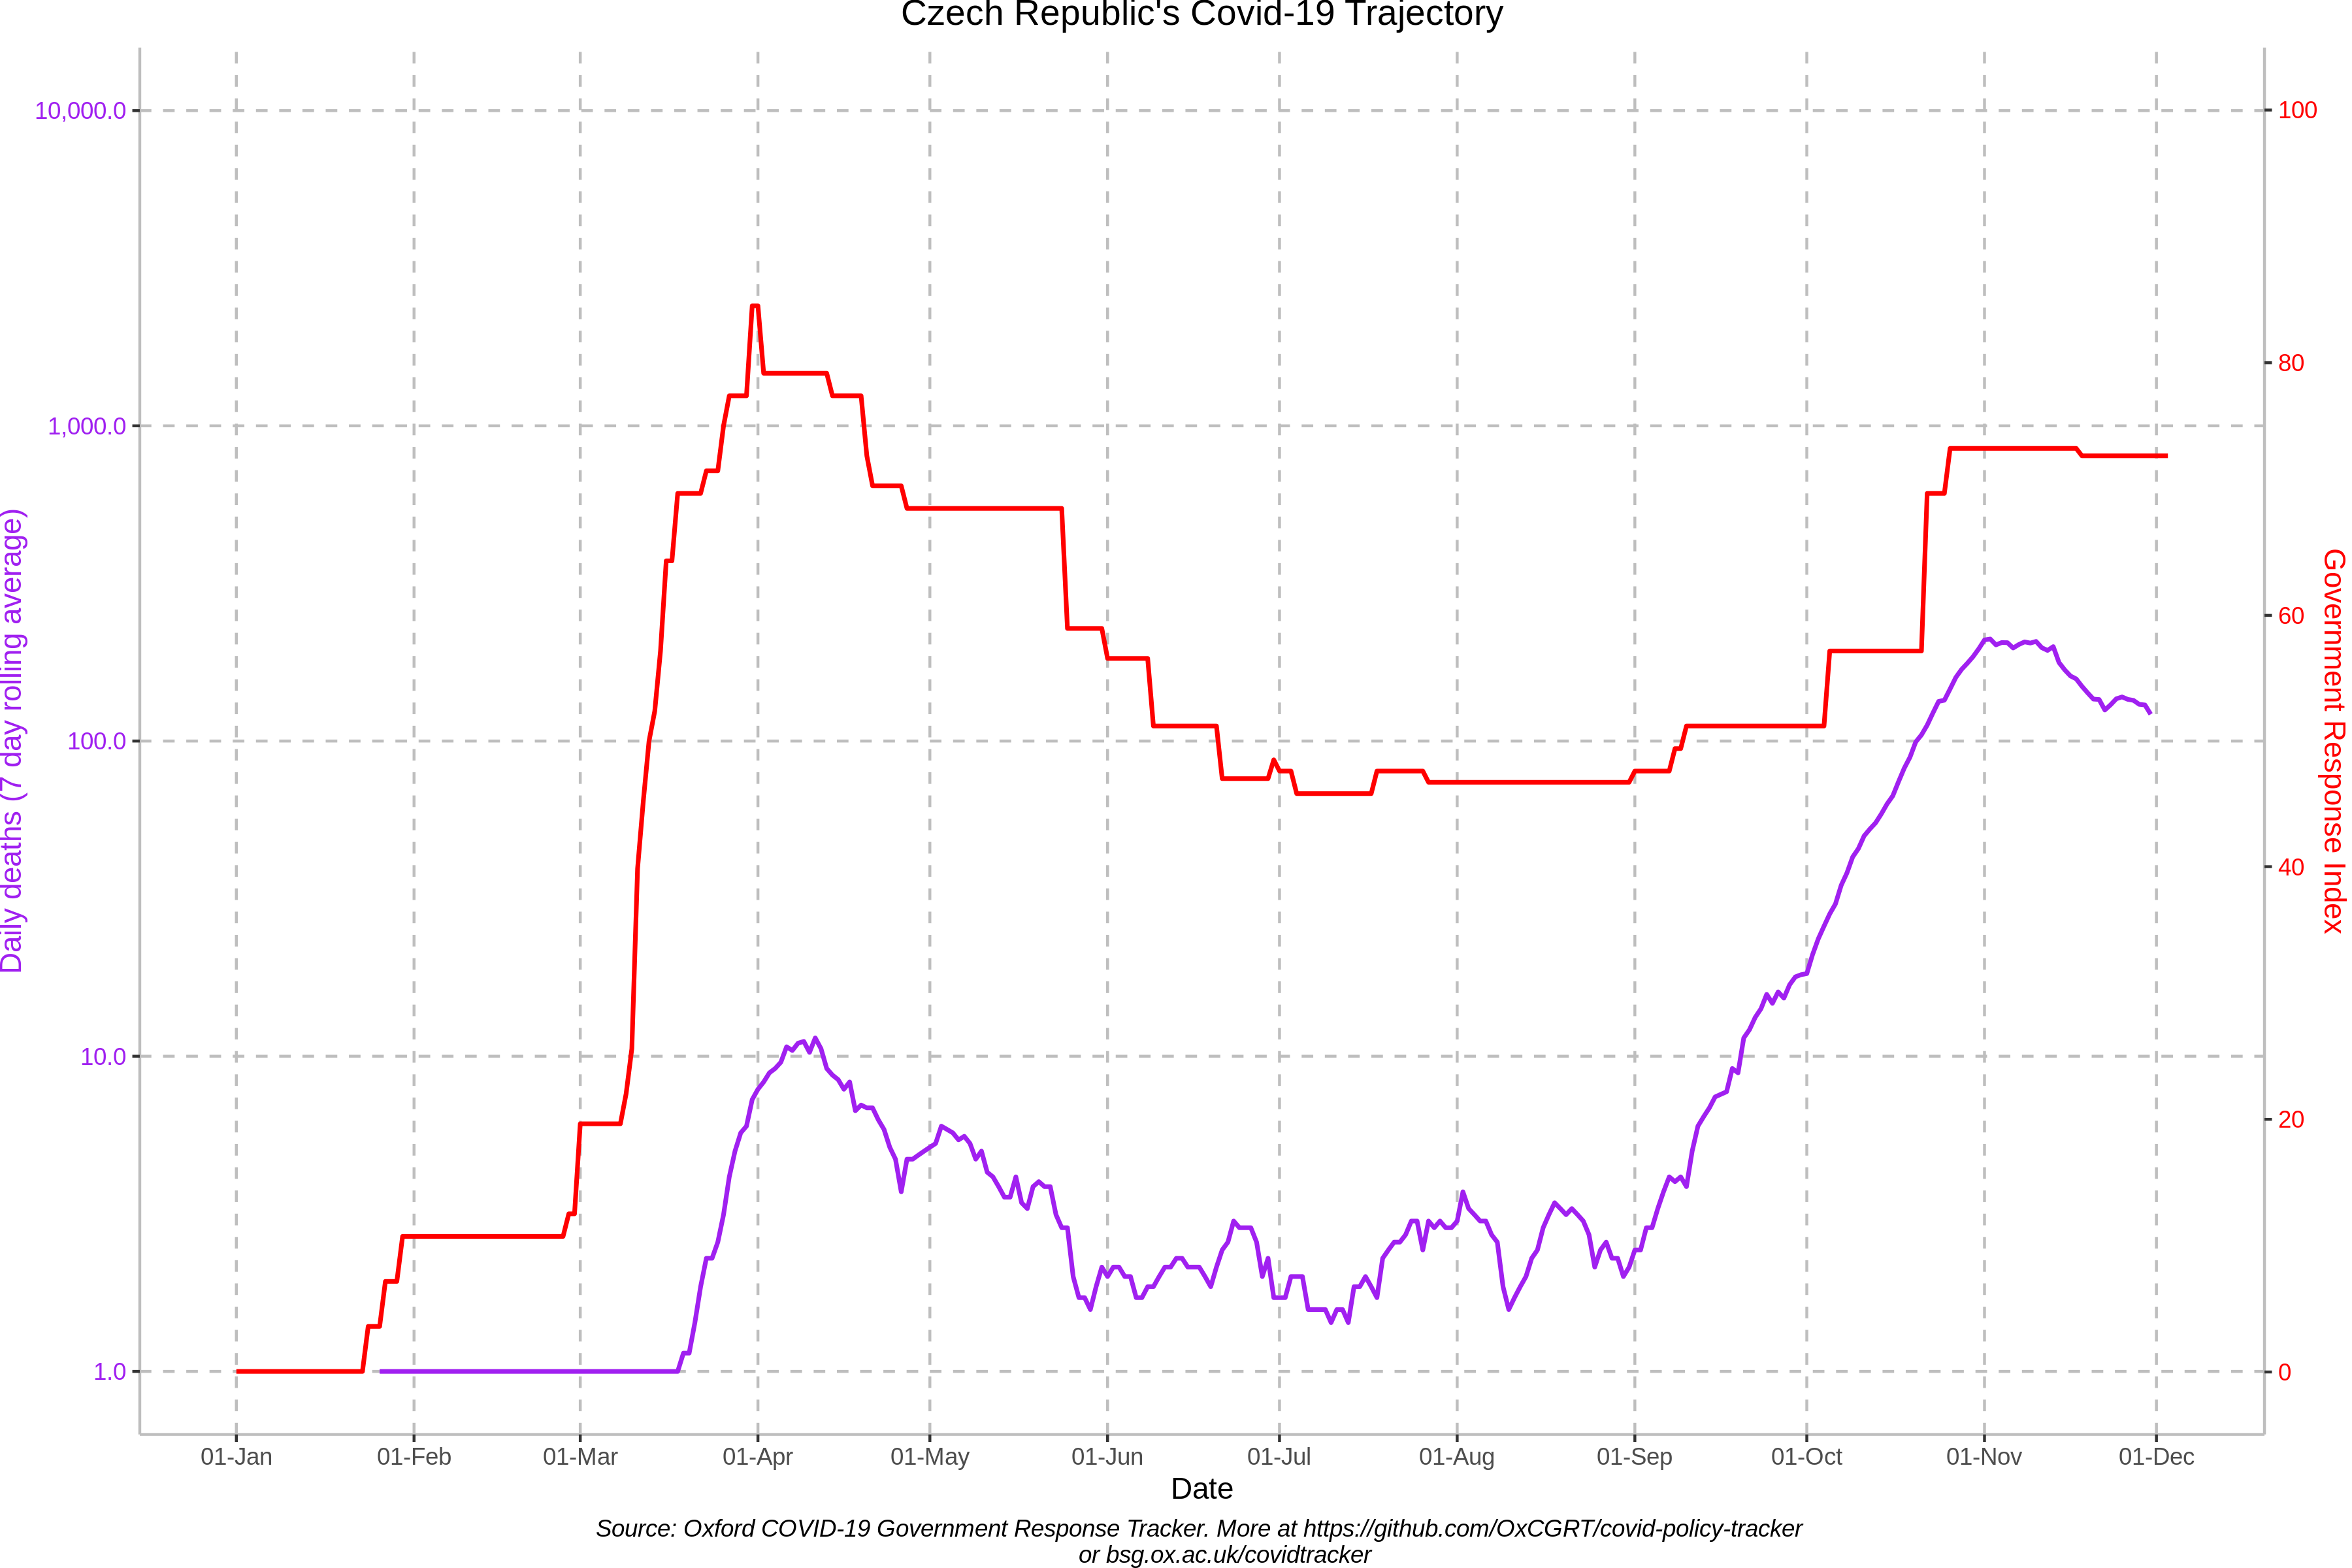 Czech Republic's Covid-19 Trajectory
10,000.0
1,000.0
100.0
10.0
1.0
Daily deaths (7 day rolling average)
100
80
60
40
20
0
Government Response Index
01-Jan 01-Feb 01-Mar 01-Apr 01-May 01-Jun 01-Jul 01-Aug 01-Sep 01-Oct 01-Nov 01-Dec
Date
Source: Oxford COVID-19 Government Response Tracker. More at https://github.com/OxCGRT/covid-policy-tracker
or bsg.ox.ac.uk/covidtracker